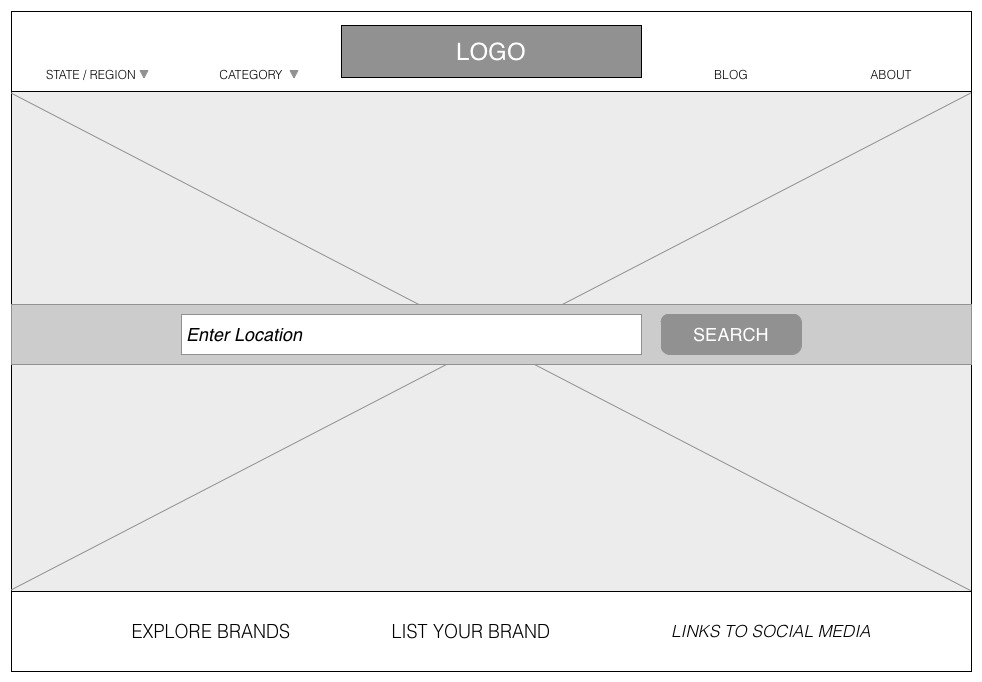 LOGO
STATE / REGION CATEGORY BLOG ABOUT
Enter Location SEARCH
EXPLORE BRANDS LIST YOUR BRAND LINKS TO SOCIAL MEDIA